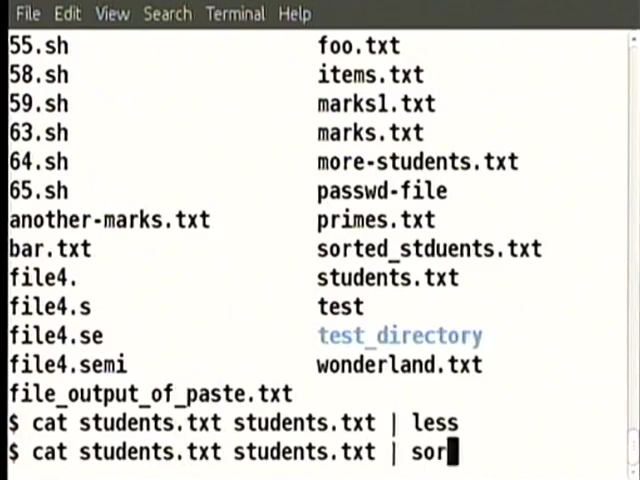 File Edit View Search Terminal Help
55.sh foo.txt
58.sh items.txt
59.sh marks1.txt
63.sh marks.txt
64.sh more-students.txt
65.sh passwd-file
another-marks.txt primes.txt
bar.txt sorted_stduents.txt
file4. students.txt
file4.s test
file4.se test_directory
file4.semi wonderland.txt
file_output_of_paste.txt
$ cat students.txt students.txt | less
$ cat students.txt students.txt | sor